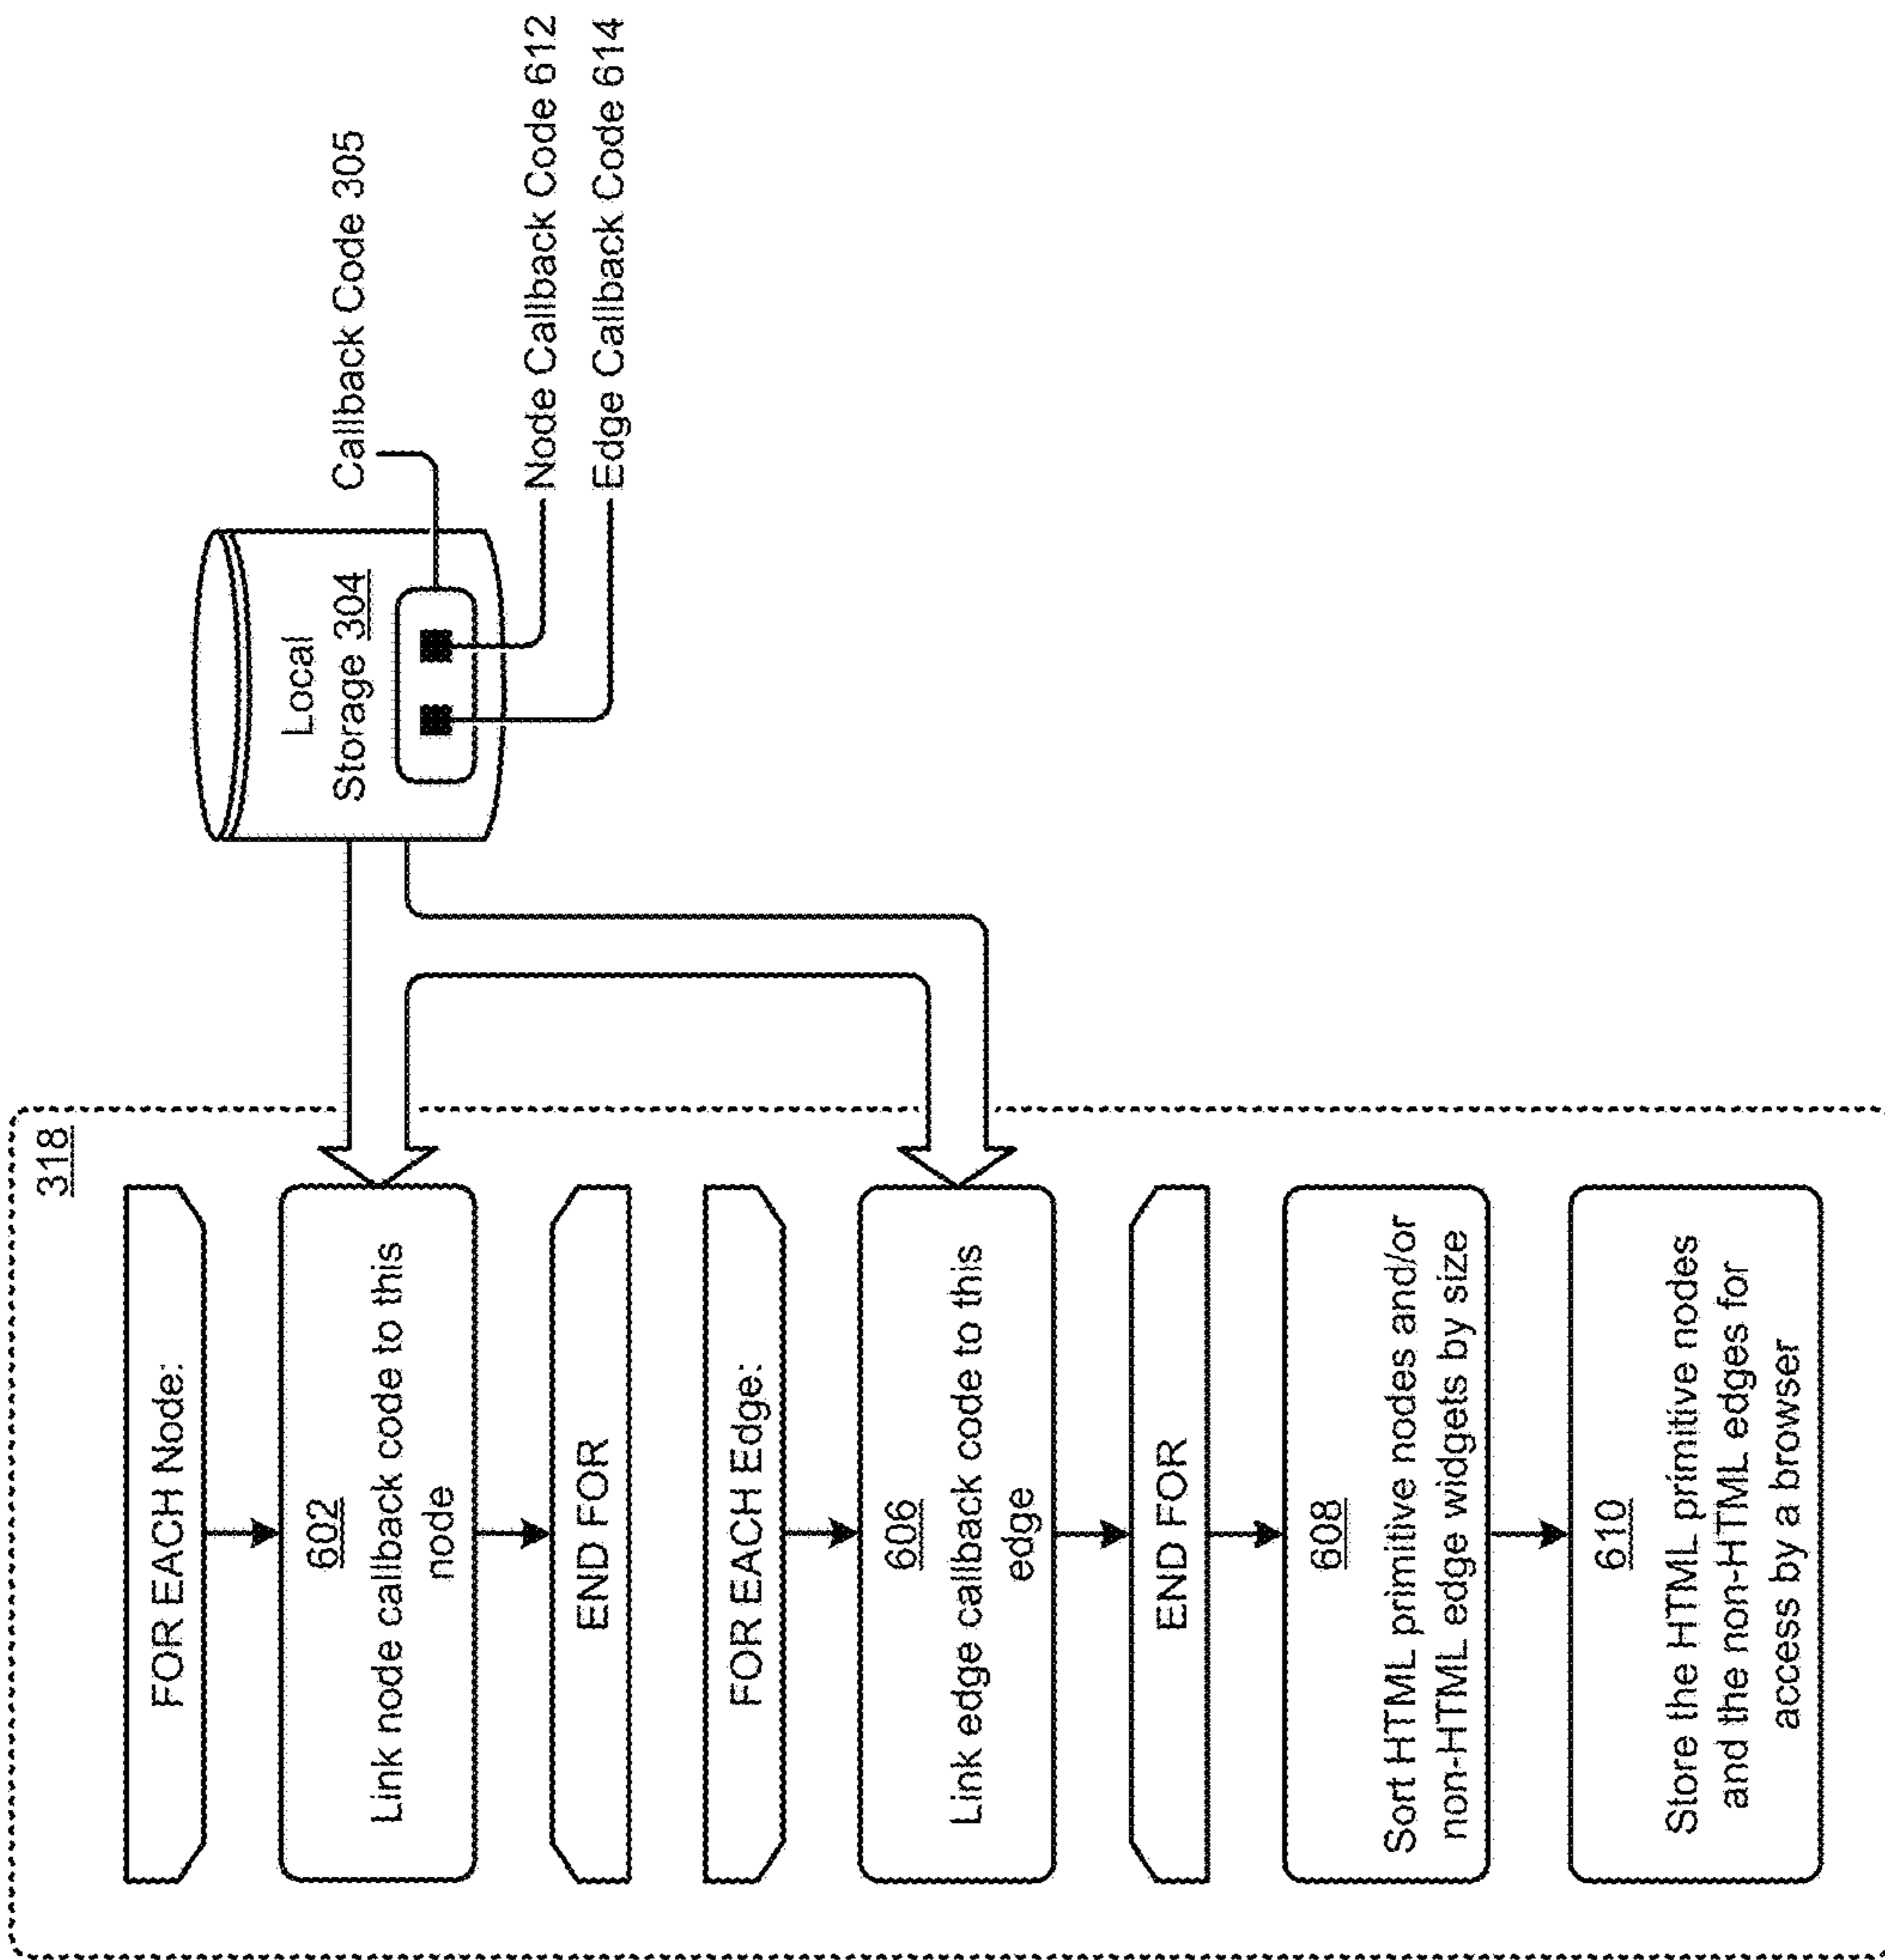 318
FOR EACH Node:
602
Link node callback code to this
node
END FOR
FOR EACH Edge:
606
Link edge callback code to this
edge
END FOR
608
Sort HTML primitive nodes and/or
non-HTML edge widgets by size
610
Store the HTML primitive nodes
and the non-HTML edges for
access by a browser
Local
Storage 304
Callback Code 305
Node Callback Code 612
Edge Callback Code 614